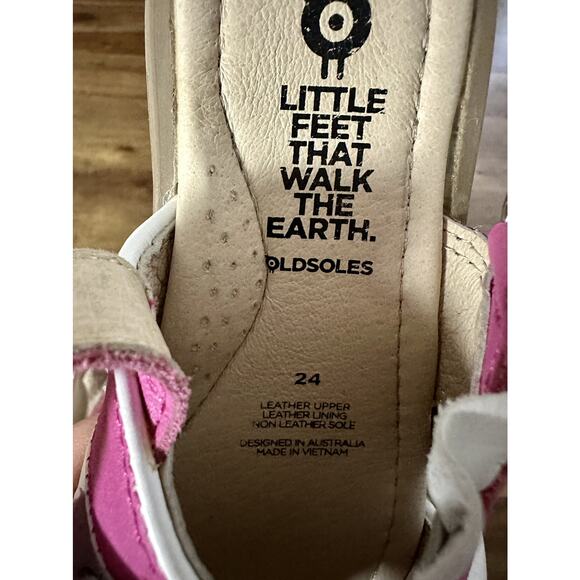 LITTLE
FEET
THAT
WALK
THE
EARTH.
OLDSOLES
24
LEATHER UPPER
LEATHER LINING
NON LEATHER SOLE
DESIGNED IN AUSTRALIA
MADE IN VIETNAM